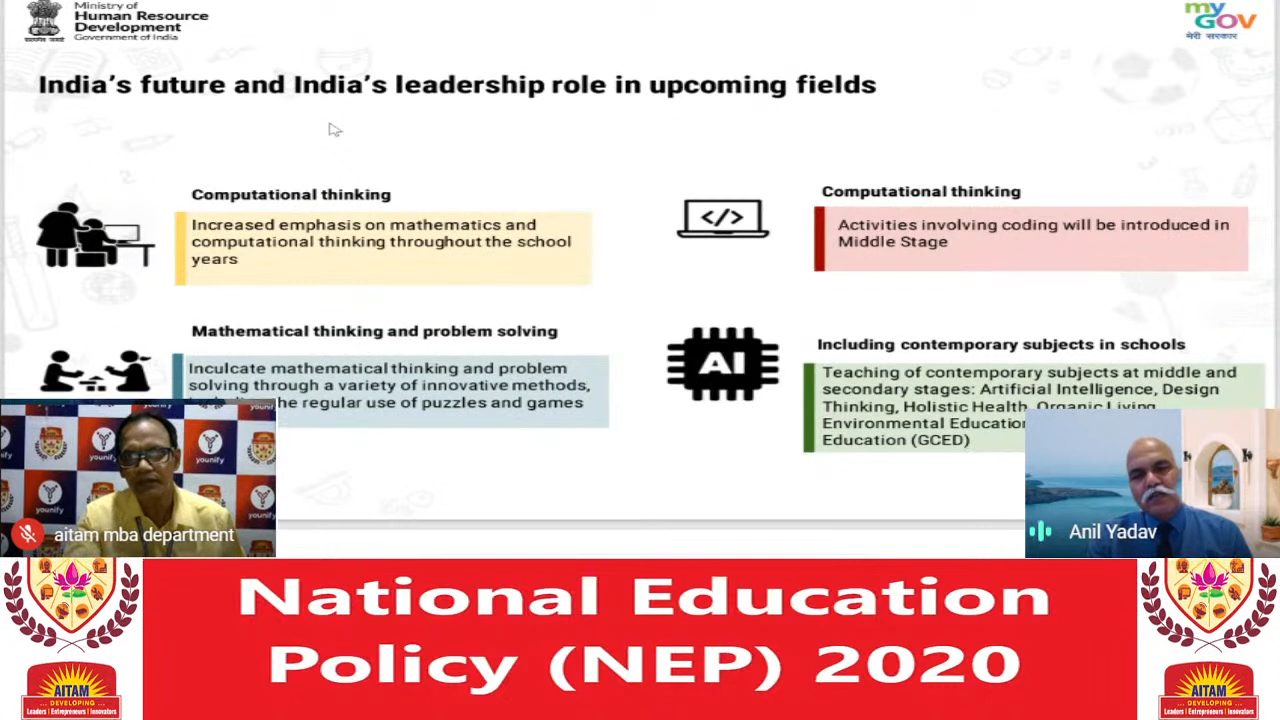 Ministry of
Human Resource
Development
Government of India
my
GOV
मेरी सरकार
India's future and India's leadership role in upcoming fields
Computational thinking
Increased emphasis on mathematics and
computational thinking throughout the school
years
Computational thinking
Activities involving coding will be introduced in
Middle Stage
</>
Mathematical thinking and problem solving
Inculcate mathematical thinking and problem
solving through a variety of innovative methods,
the regular use of puzzles and games
AI
Including contemporary subjects in schools
Teaching of contemporary subjects at middle and
secondary stages: Artificial Intelligence, Design
Thinking, Holistic Health, Organic Living,
Environmental Education
Education (GCED)
younify
younify
younify
younify
aitam mba department
Anil Yadav
National Education
Policy (NEP) 2020
AITAM
... DEVELOPING ...
Leaders | Entrepreneurs | Innovators
AITAM
... DEVELOPING ...
Leaders | Entrepreneurs | Innovators